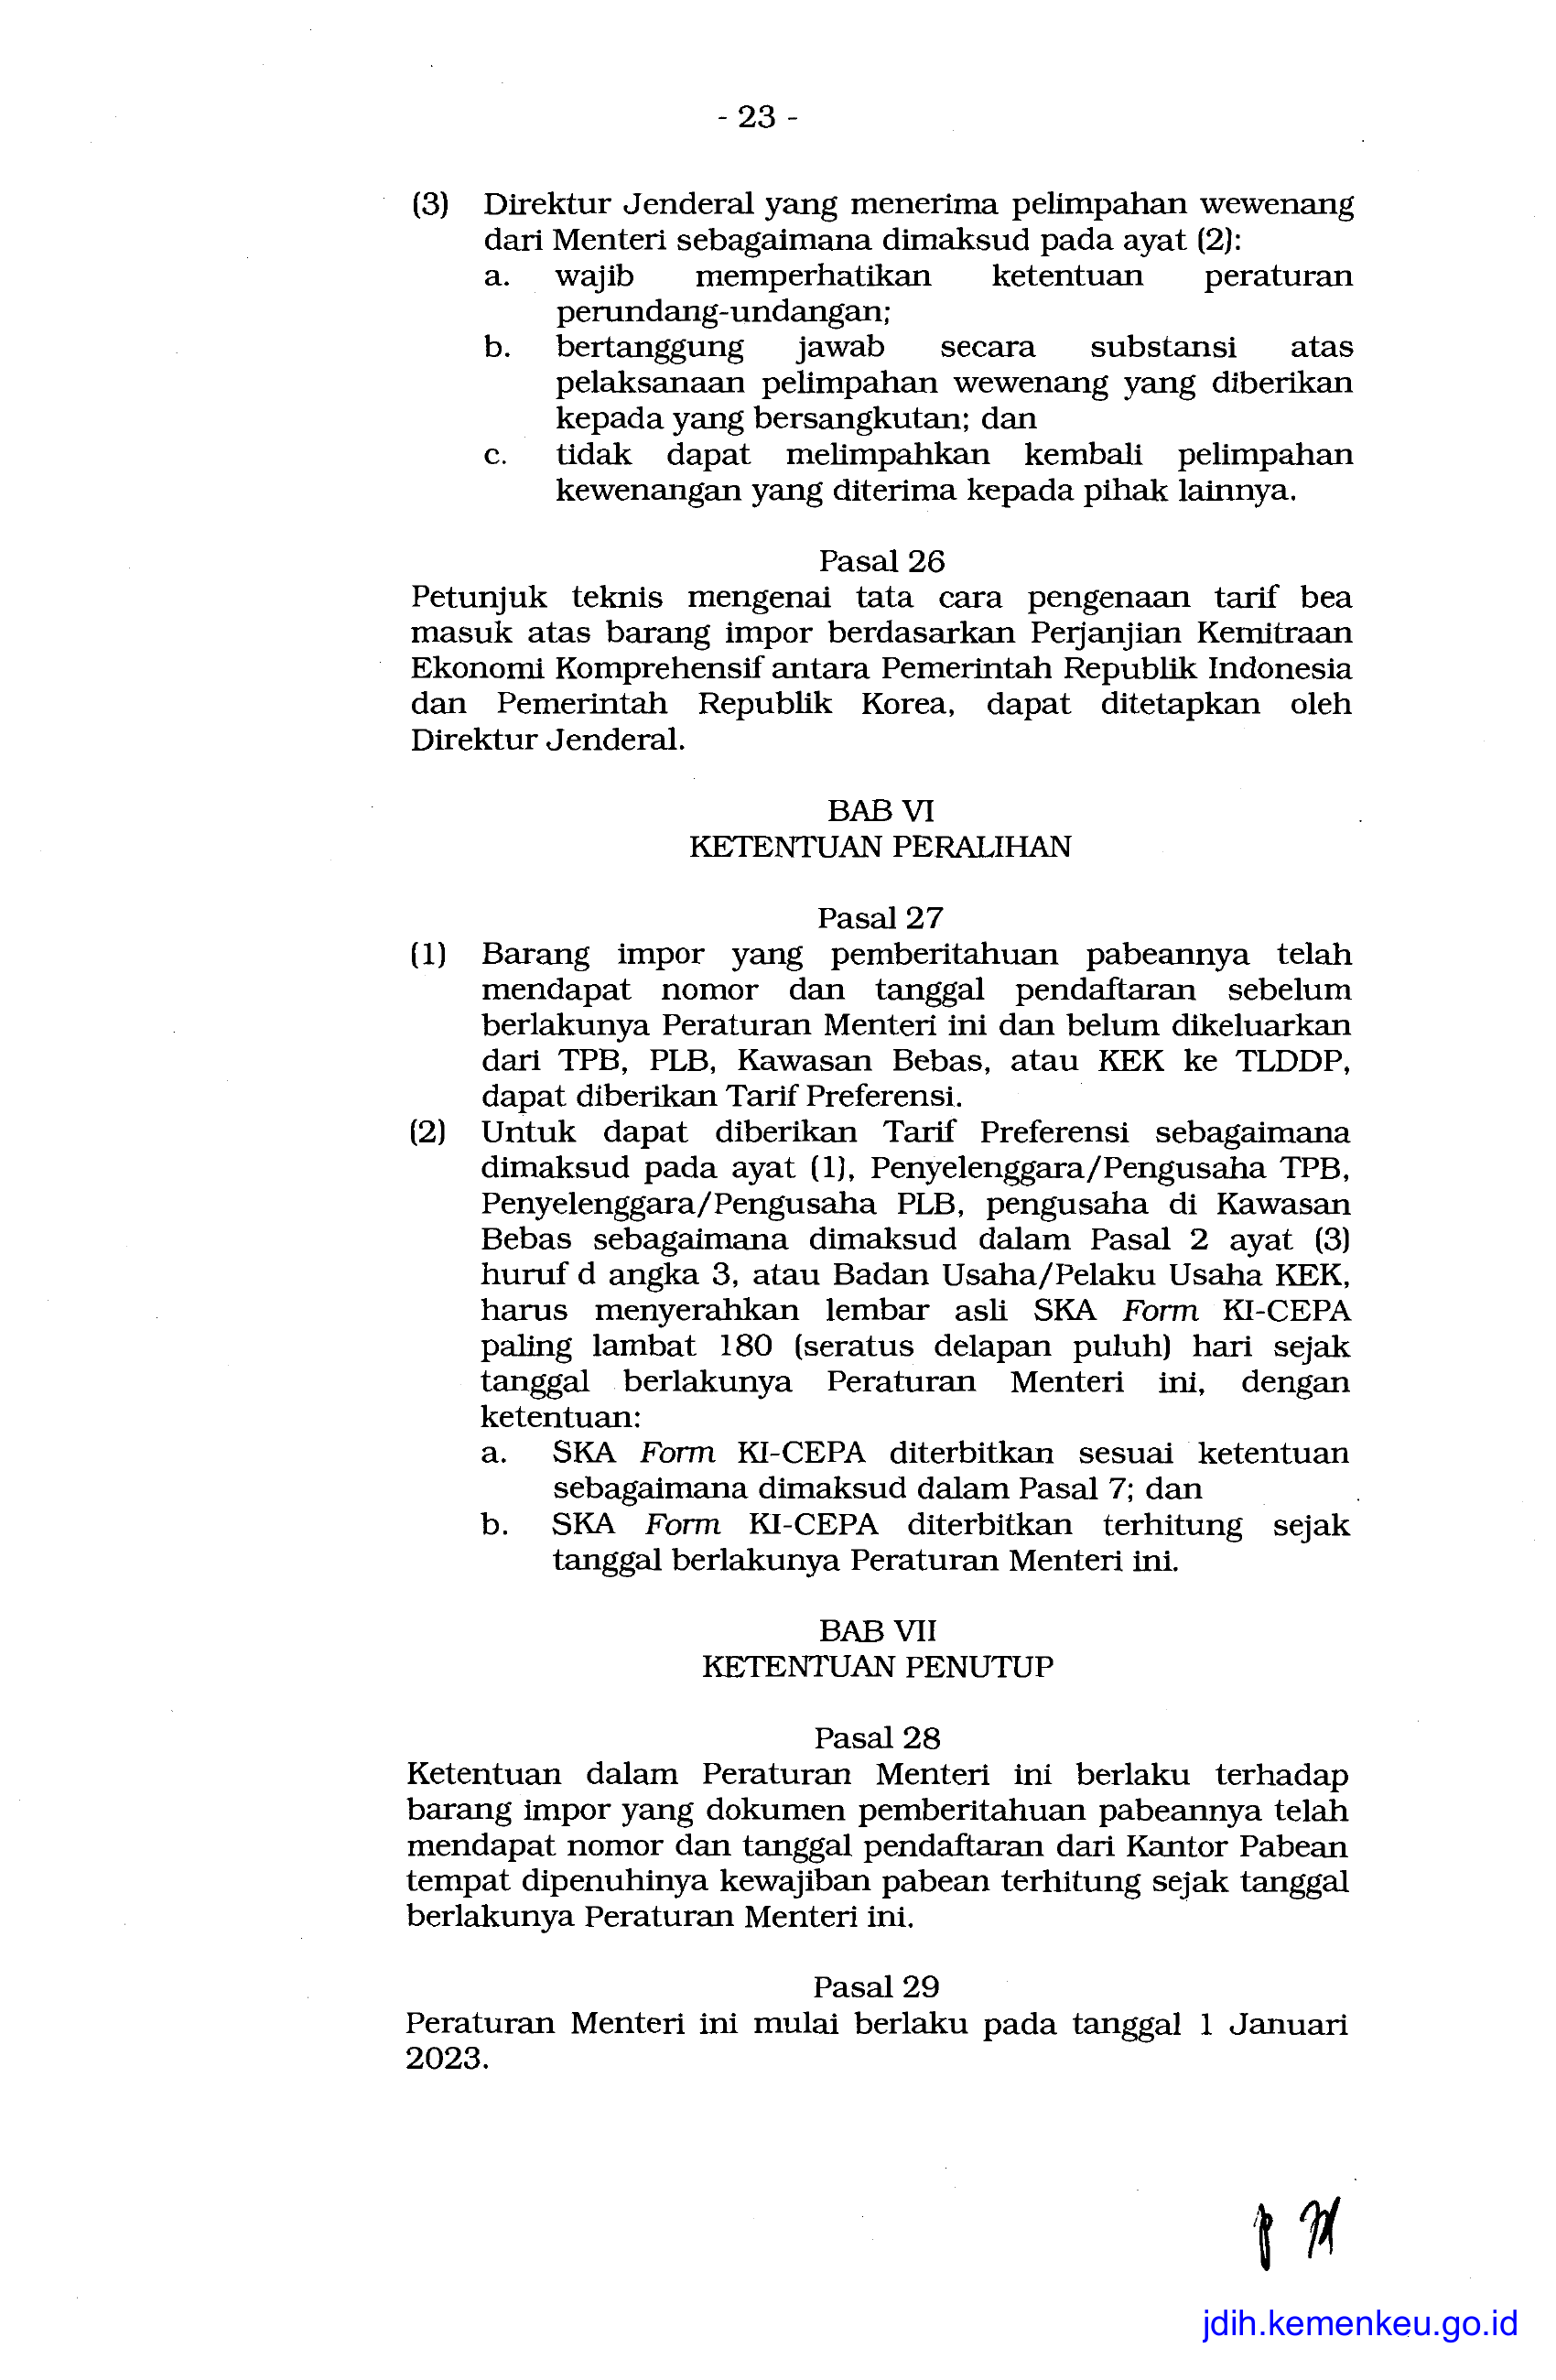 - 23 -
(3) Direktur Jenderal yang menerima pelimpahan wewenang
dari Menteri sebagaimana dimaksud pada ayat (2):
a. wajib memperhatikan ketentuan peraturan
perundang-undangan;
b. bertanggung jawab secara substansi atas
pelaksanaan pelimpahan wewenang yang diberikan
kepada yang bersangkutan; dan
c. tidak dapat melimpahkan kembali pelimpahan
kewenangan yang diterima kepada pihak lainnya.
Pasal 26
Petunjuk teknis mengenai tata cara pengenaan tarif bea
masuk atas barang impor berdasarkan Perjanjian Kemitraan
Ekonomi Komprehensif antara Pemerintah Republik Indonesia
dan Pemerintah Republik Korea, dapat ditetapkan oleh
Direktur Jenderal.
BAB VI
KETENTUAN PERALIHAN
Pasal 27
(1) Barang impor yang pemberitahuan pabeannya telah
mendapat nomor dan tanggal pendaftaran sebelum
berlakunya Peraturan Menteri ini dan belum dikeluarkan
dari TPB, PLB, Kawasan Bebas, atau KEK ke TLDDP,
dapat diberikan Tarif Preferensi.
(2) Untuk dapat diberikan Tarif Preferensi sebagaimana
dimaksud pada ayat (1), Penyelenggara/Pengusaha TPB,
Penyelenggara/Pengusaha PLB, pengusaha di Kawasan
Bebas sebagaimana dimaksud dalam Pasal 2 ayat (3)
huruf d angka 3, atau Badan Usaha/Pelaku Usaha KEK,
harus menyerahkan lembar asli SKA Form KI-CEPA
paling lambat 180 (seratus delapan puluh) hari sejak
tanggal berlakunya Peraturan Menteri ini, dengan
ketentuan:
a. SKA Form KI-CEPA diterbitkan sesuai ketentuan
sebagaimana dimaksud dalam Pasal 7; dan
b. SKA Form KI-CEPA diterbitkan terhitung sejak
tanggal berlakunya Peraturan Menteri ini.
BAB VII
KETENTUAN PENUTUP
Pasal 28
Ketentuan dalam Peraturan Menteri ini berlaku terhadap
barang impor yang dokumen pemberitahuan pabeannya telah
mendapat nomor dan tanggal pendaftaran dari Kantor Pabean
tempat dipenuhinya kewajiban pabean terhitung sejak tanggal
berlakunya Peraturan Menteri ini.
Pasal 29
Peraturan Menteri ini mulai berlaku pada tanggal 1 Januari
2023.
jdih.kemenkeu.go.id